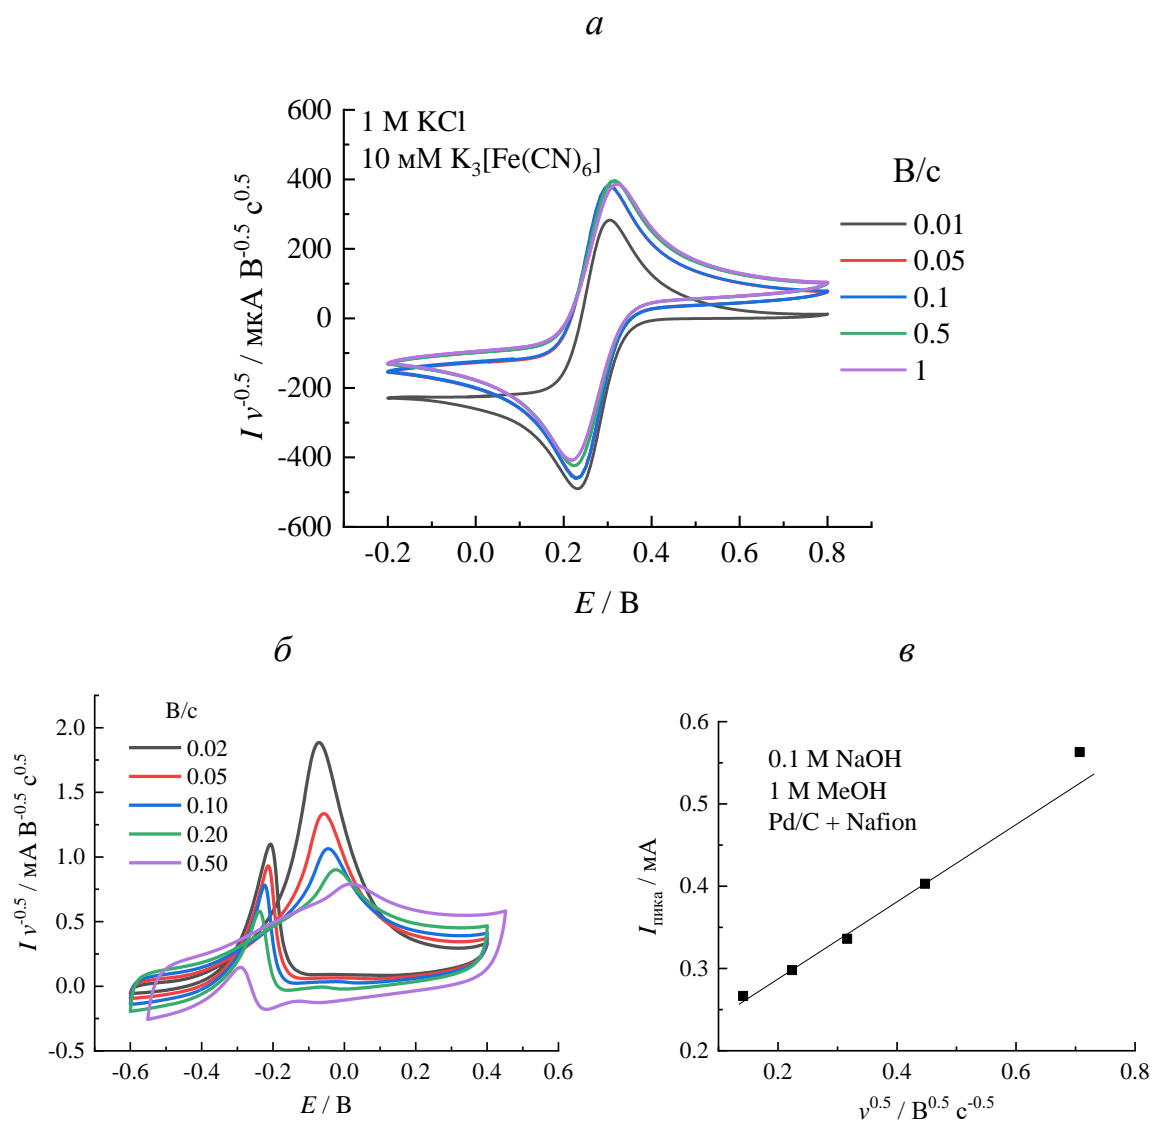 а
1 М KCl
10 мМ K3[Fe(CN)6]
В/с
0.01
0.05
0.1
0.5
1
600
400
200
0
-200
-400
-600
I v^-0.5 / мкА В^-0.5 с^0.5
-0.2 0.0 0.2 0.4 0.6 0.8
E / В
б
В/с
0.02
0.05
0.10
0.20
0.50
2.0
1.5
1.0
0.5
0.0
-0.5
I v^-0.5 / мА В^-0.5 с^0.5
-0.6 -0.4 -0.2 0.0 0.2 0.4 0.6
E / В
в
0.1 М NaOH
1 М MeOH
Pd/C + Nafion
0.6
0.5
0.4
0.3
0.2
Iпика / мА
0.2 0.4 0.6 0.8
v^0.5 / В^0.5 с^-0.5